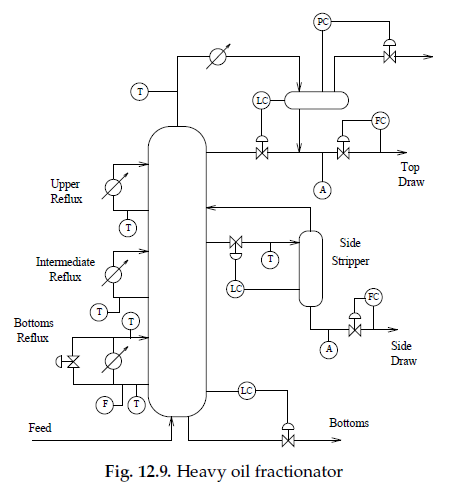 PC
T
LC
FC
Top
Draw
A
Upper
Reflux
T
Side
Stripper
T
Intermediate
Reflux
LC
T
FC
Bottoms
Reflux
T
A
Side
Draw
LC
F
T
Feed
Bottoms
Fig. 12.9. Heavy oil fractionator